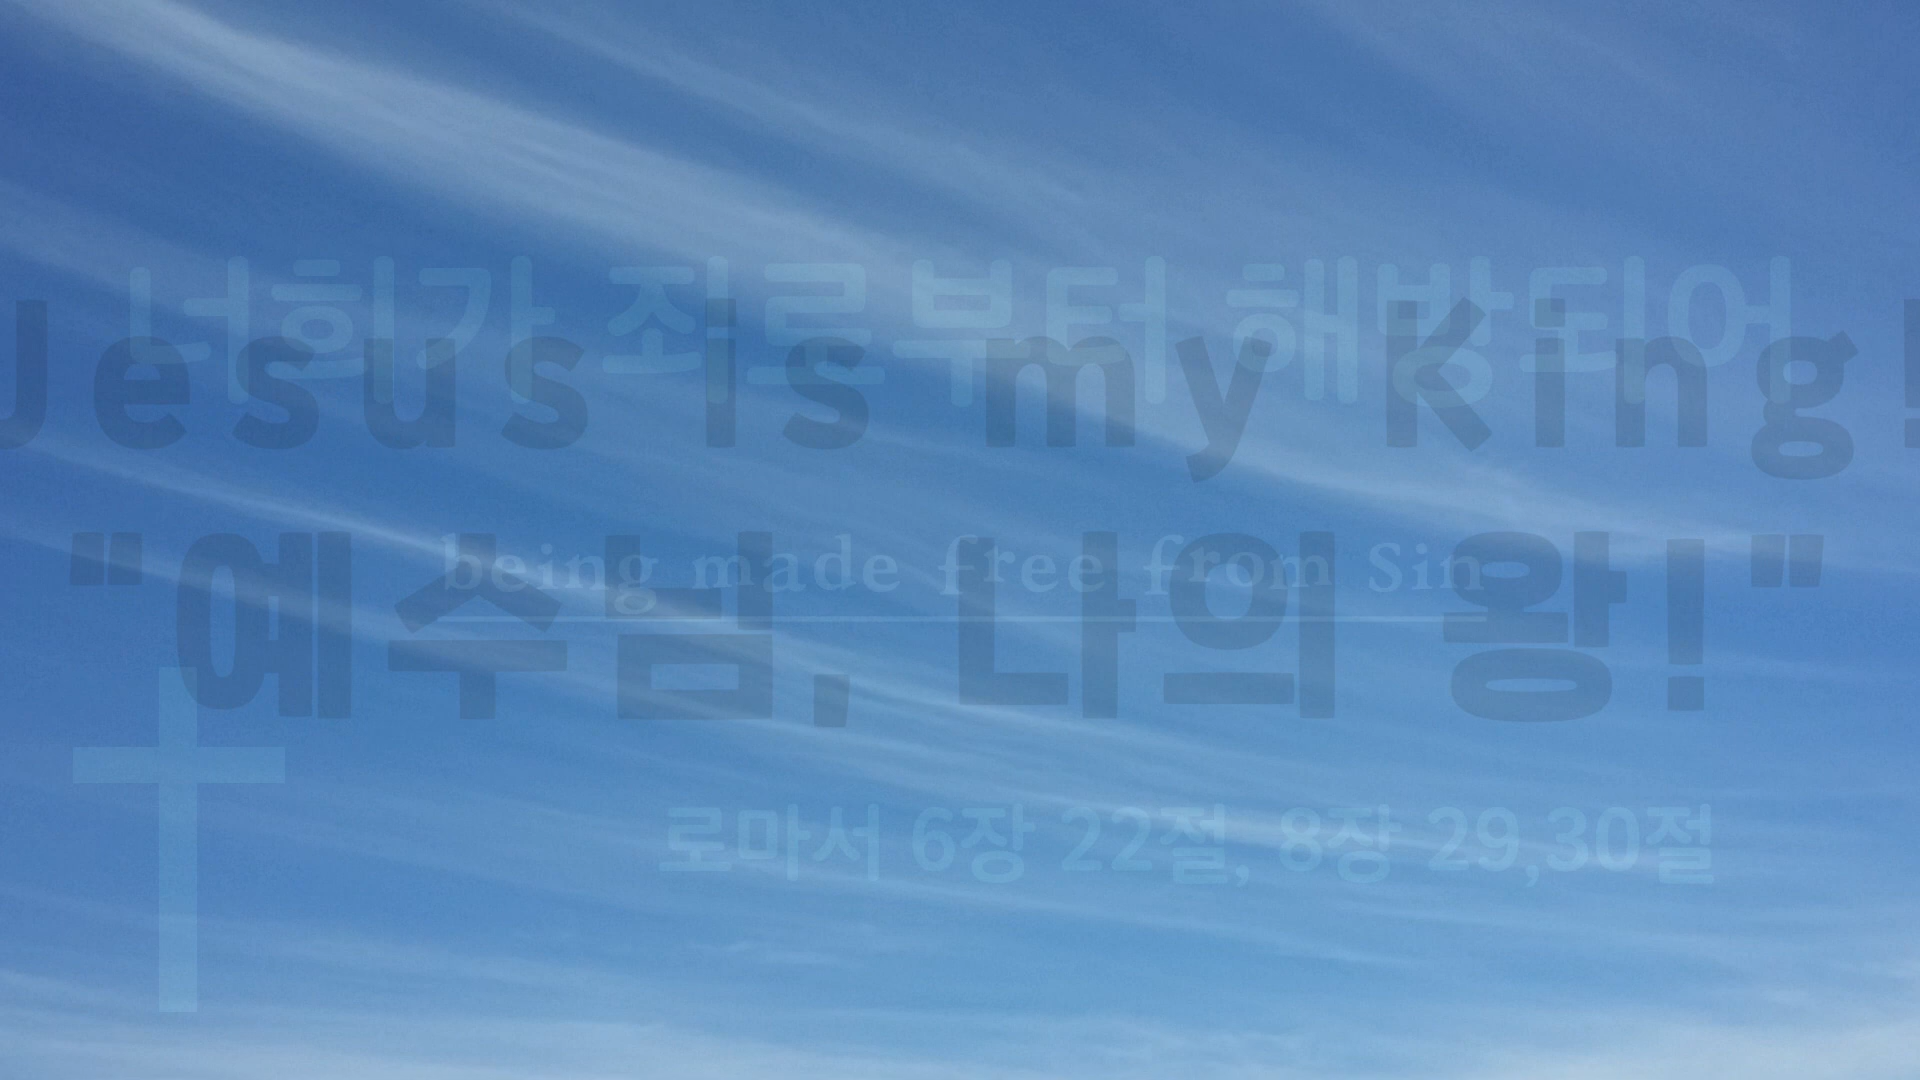 너희가 죄로부터 해방되어
Jesus is my King!
being made free from Sin
"예수님, 나의 왕!"
로마서 6장 22절, 8장 29,30절